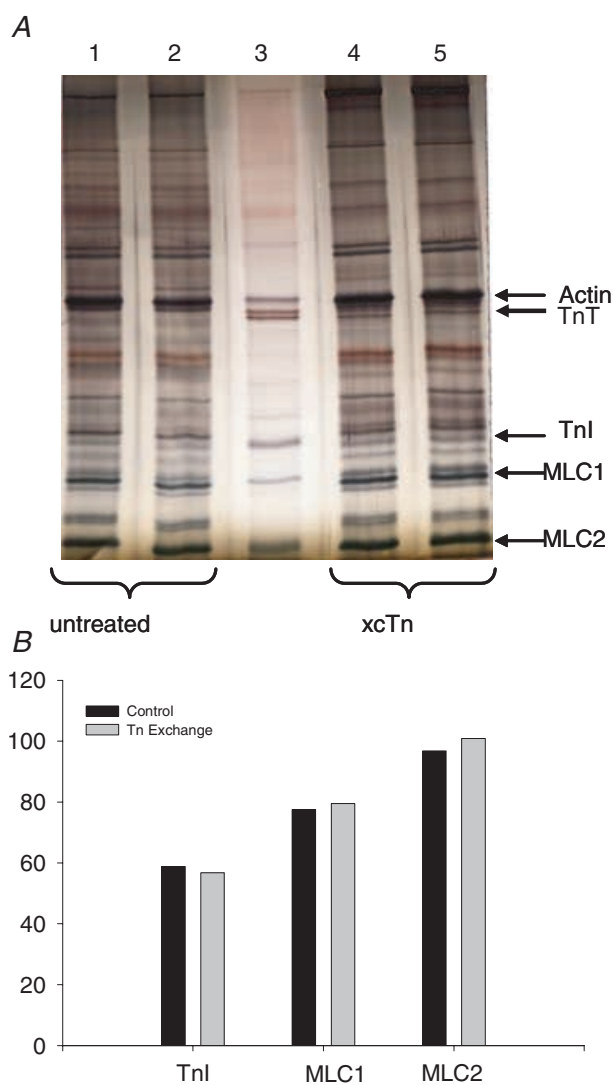 A
1 2 3 4 5
Actin
TnT
TnI
MLC1
MLC2
untreated xcTn
B
120
100
80
60
40
20
0
Control
Tn Exchange
TnI MLC1 MLC2